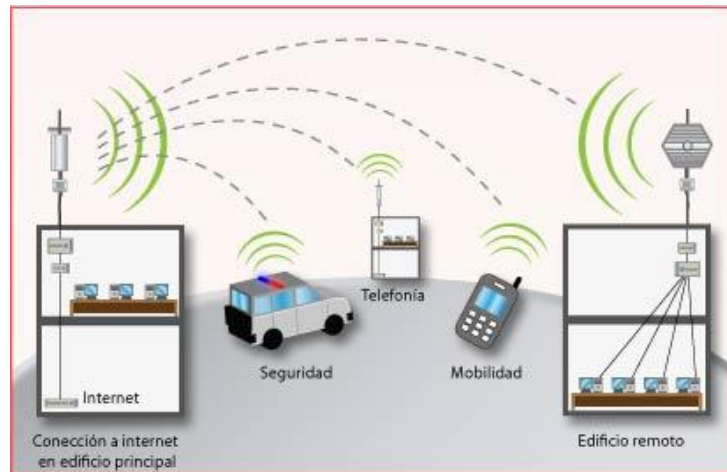 Telefonía
Seguridad
Mobilidad
Internet
Conección a internet
en edificio principal
Edificio remoto